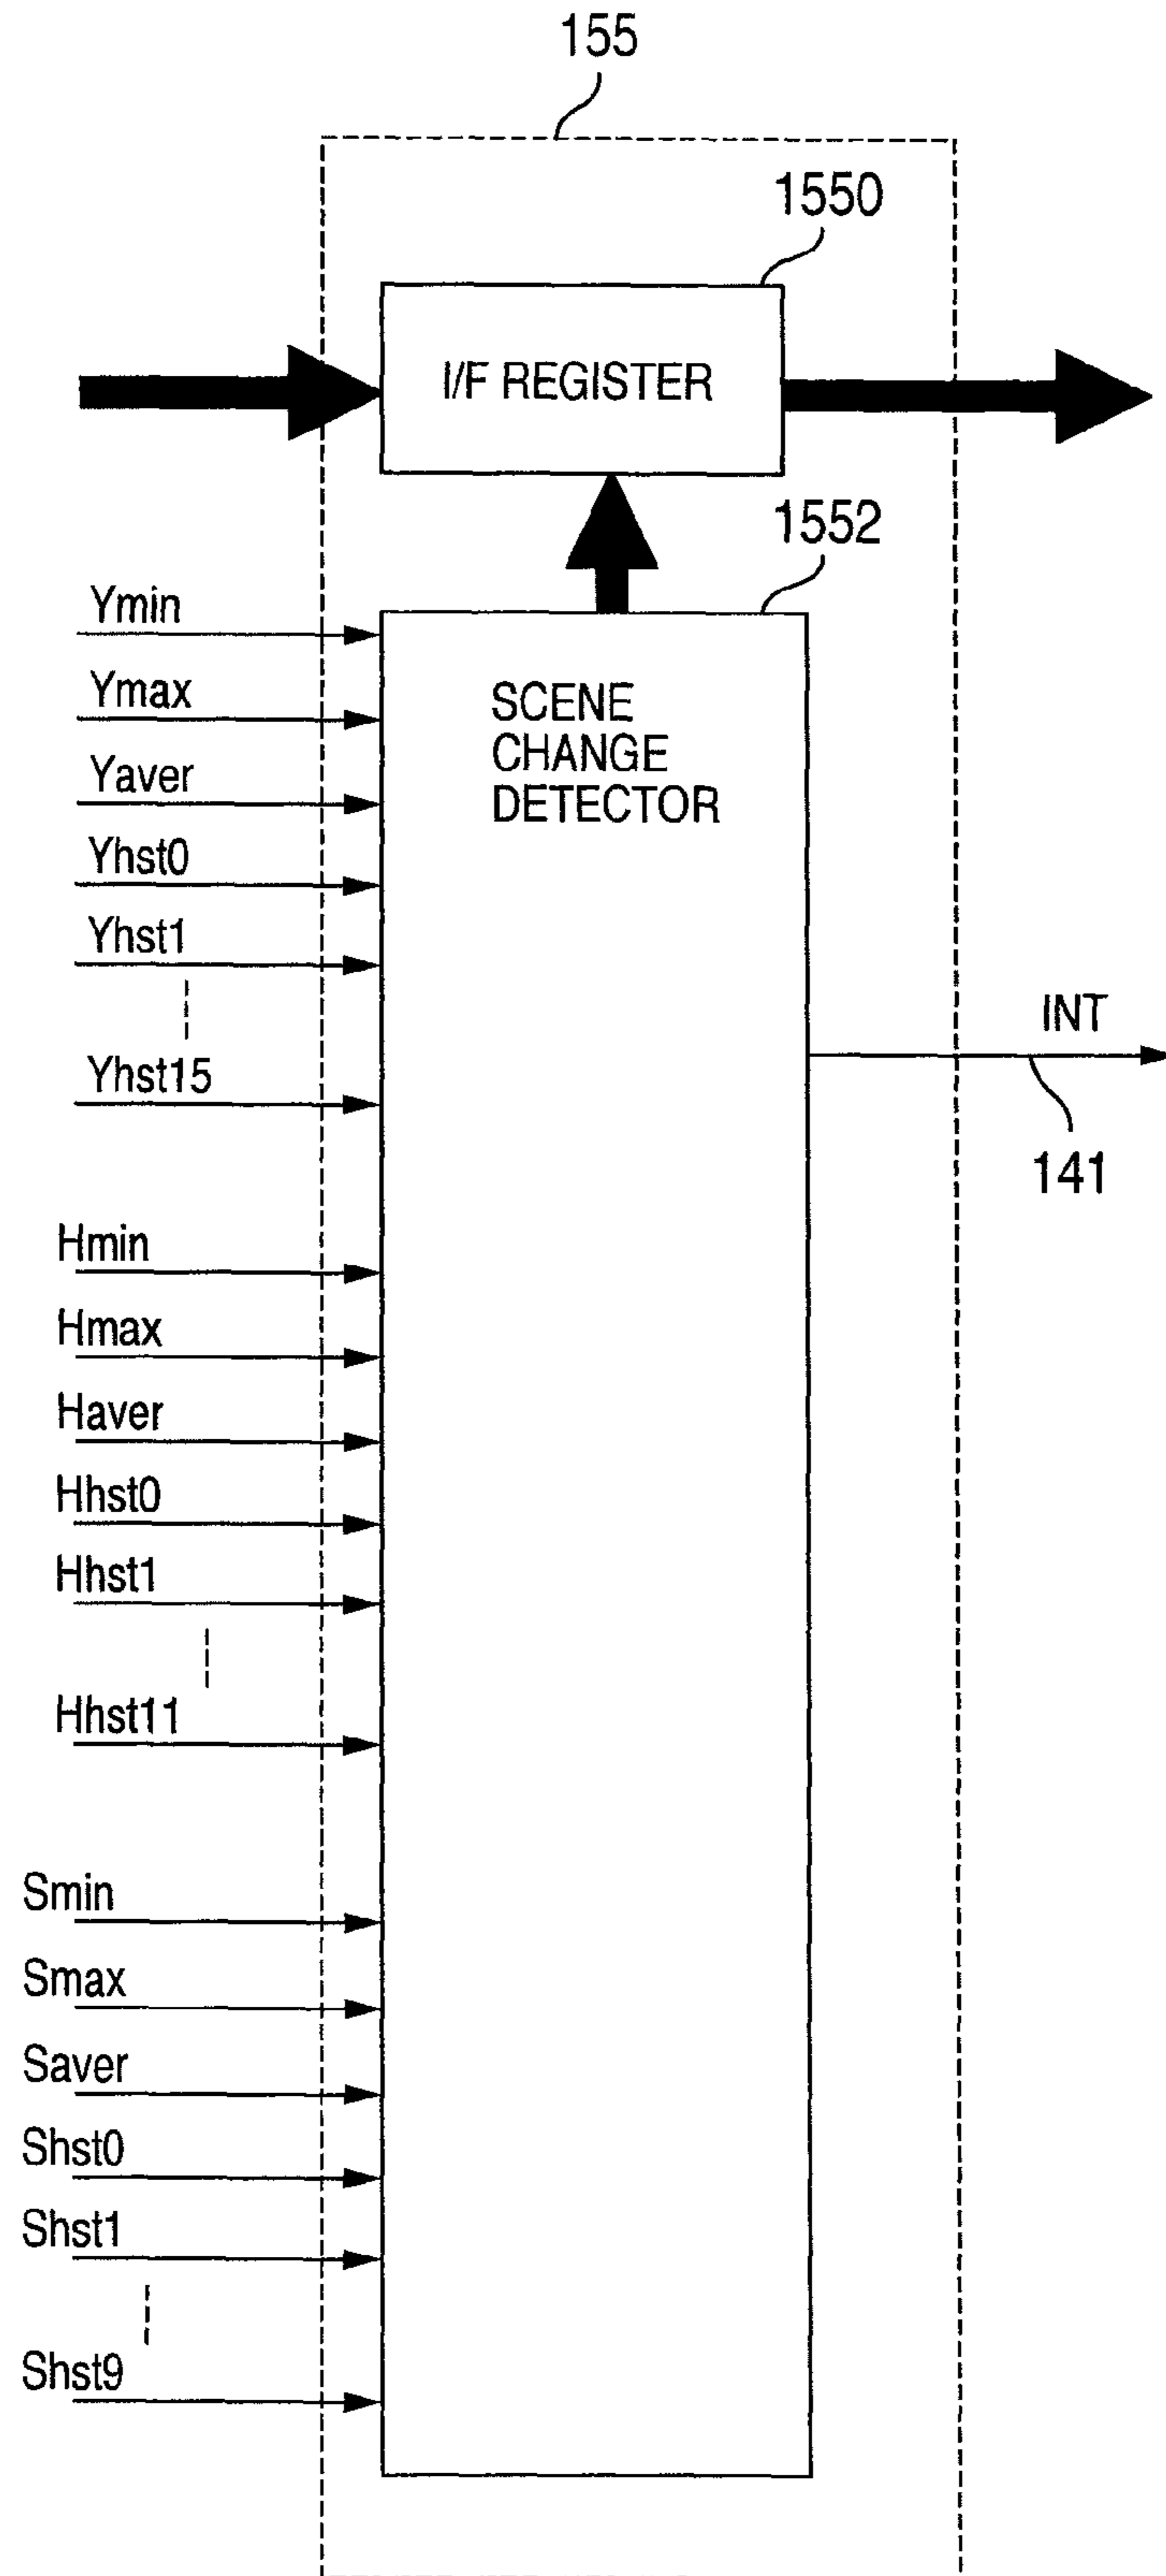 155
1550
I/F REGISTER
1552
Ymin
Ymax
SCENE
CHANGE
DETECTOR
Yaver
Yhst0
Yhst1
INT
Yhst15
141
Hmin
Hmax
Haver
Hhst0
Hhst1
Hhst11
Smin
Smax
Saver
Shst0
Shst1
Shst9